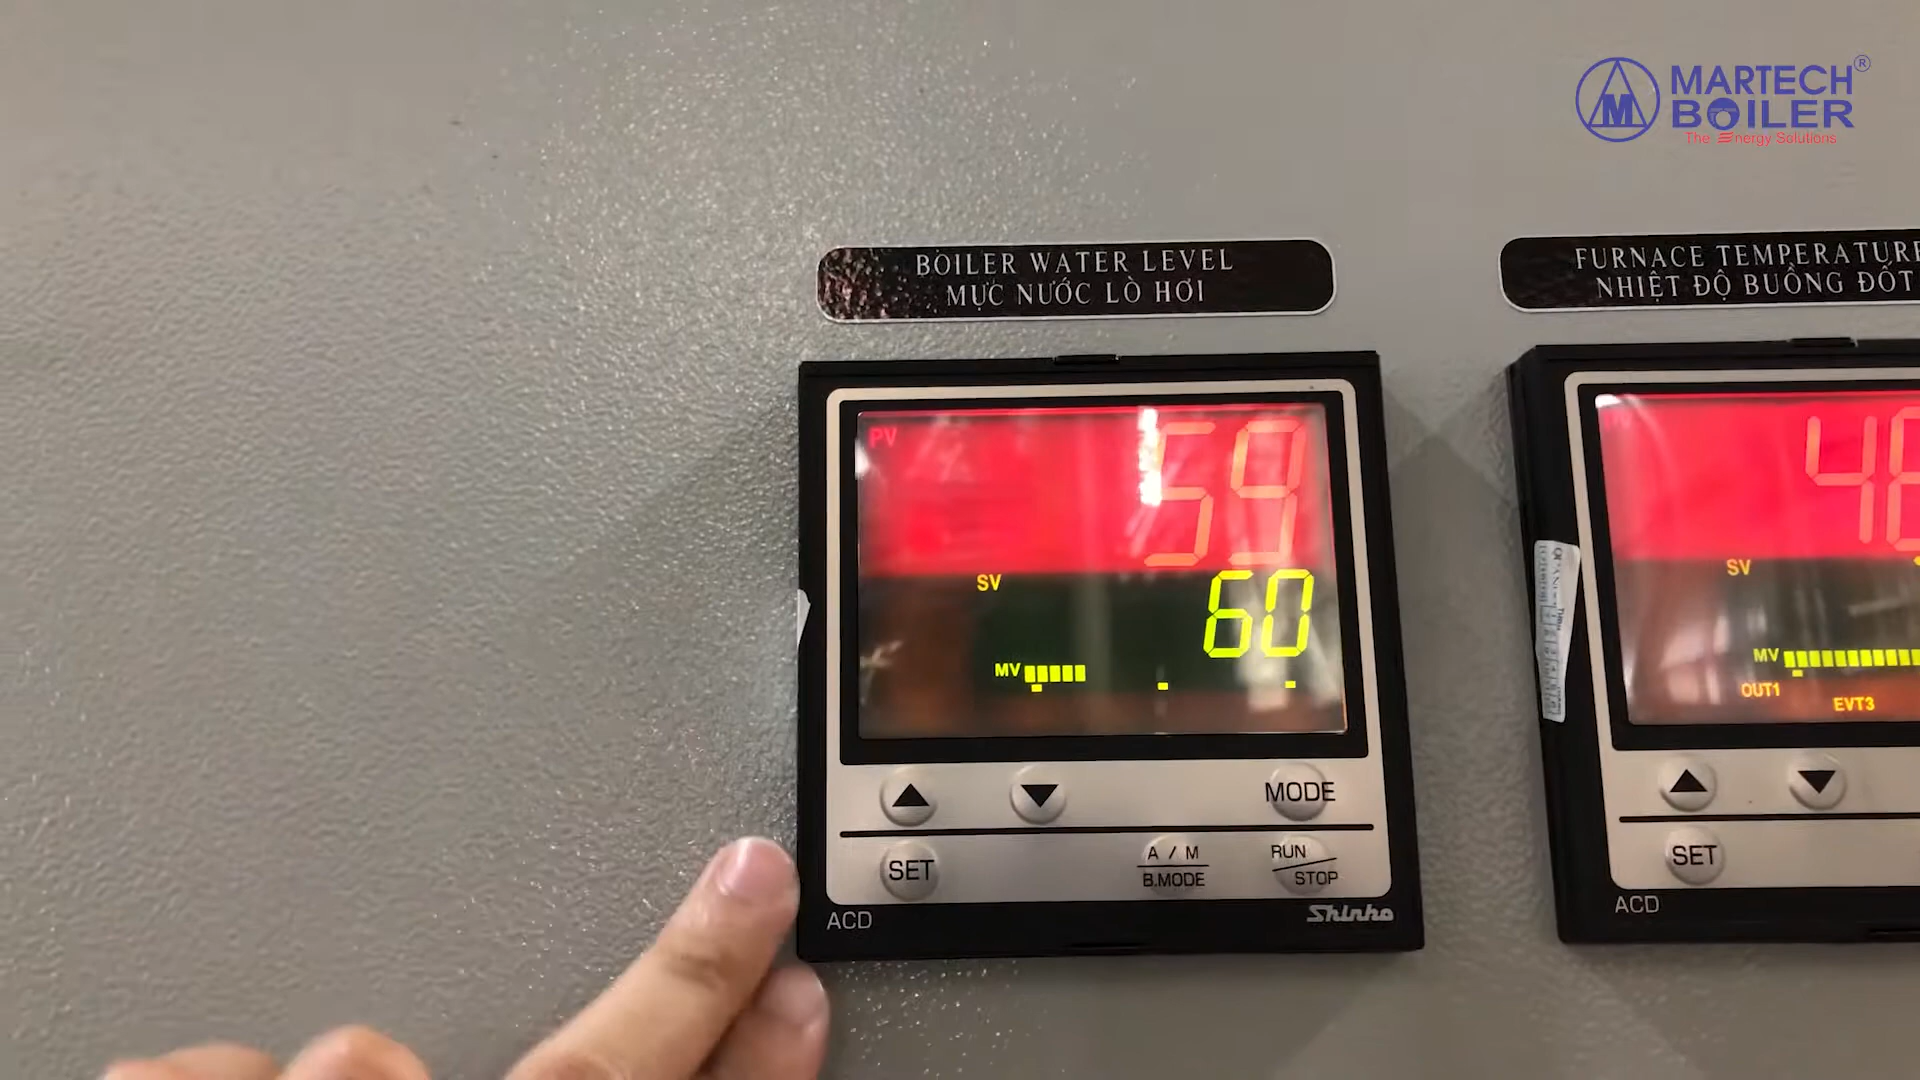 MARTECH®
BOILER
The Energy Solutions
BOILER WATER LEVEL
MỰC NƯỚC LÒ HƠI
FURNACE TEMPERATURE
NHIỆT ĐỘ BUỒNG ĐỐT
PV
59
SV
60
MV
▲ ▼ MODE
SET
A / M
B.MODE
RUN
STOP
ACD
Shinko
SV
MV
OUT1
EVT3
▲ ▼
SET
ACD